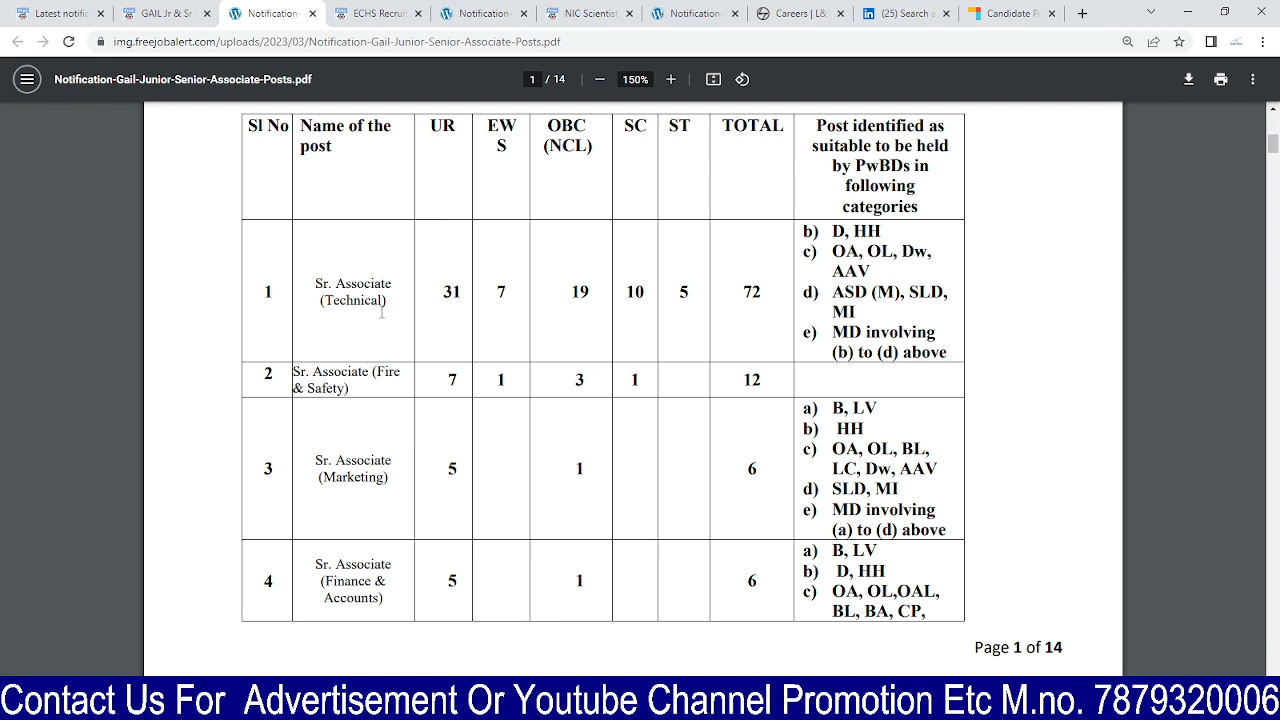 Latest notific
GAIL Jr & Sr
Notification-
ECHS Recruit
Notification-
NIC Scientist
Notification-
Careers | L&
(25) Search a
Candidate P
img.freejobalert.com/uploads/2023/03/Notification-Gail-Junior-Senior-Associate-Posts.pdf
Notification-Gail-Junior-Senior-Associate-Posts.pdf
1 / 14
150%
Sl No Name of the post UR EWS OBC (NCL) SC ST TOTAL Post identified as
suitable to be held
by PwBDs in
following
categories
1 Sr. Associate (Technical) 31 7 19 10 5 72
b) D, HH
c) OA, OL, Dw,
AAV
d) ASD (M), SLD,
MI
e) MD involving
(b) to (d) above
2 Sr. Associate (Fire
& Safety) 7 1 3 1 12
3 Sr. Associate
(Marketing) 5 1 6
a) B, LV
b) HH
c) OA, OL, BL,
LC, Dw, AAV
d) SLD, MI
e) MD involving
(a) to (d) above
4 Sr. Associate
(Finance &
Accounts) 5 1 6
a) B, LV
b) D, HH
c) OA, OL,OAL,
BL, BA, CP,
Page 1 of 14
Contact Us For Advertisement Or Youtube Channel Promotion Etc M.no. 7879320006